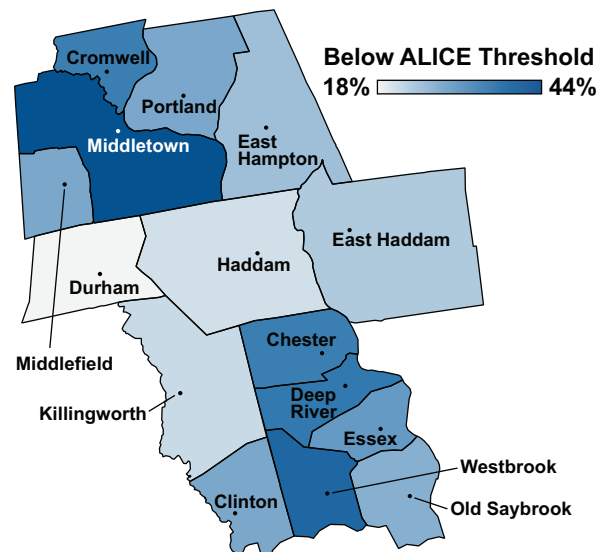 Below ALICE Threshold
18%
44%
Cromwell
Portland
Middletown
East
Hampton
East Haddam
Haddam
Durham
Middlefield
Chester
Killingworth
Deep
River
Essex
Westbrook
Clinton
Old Saybrook